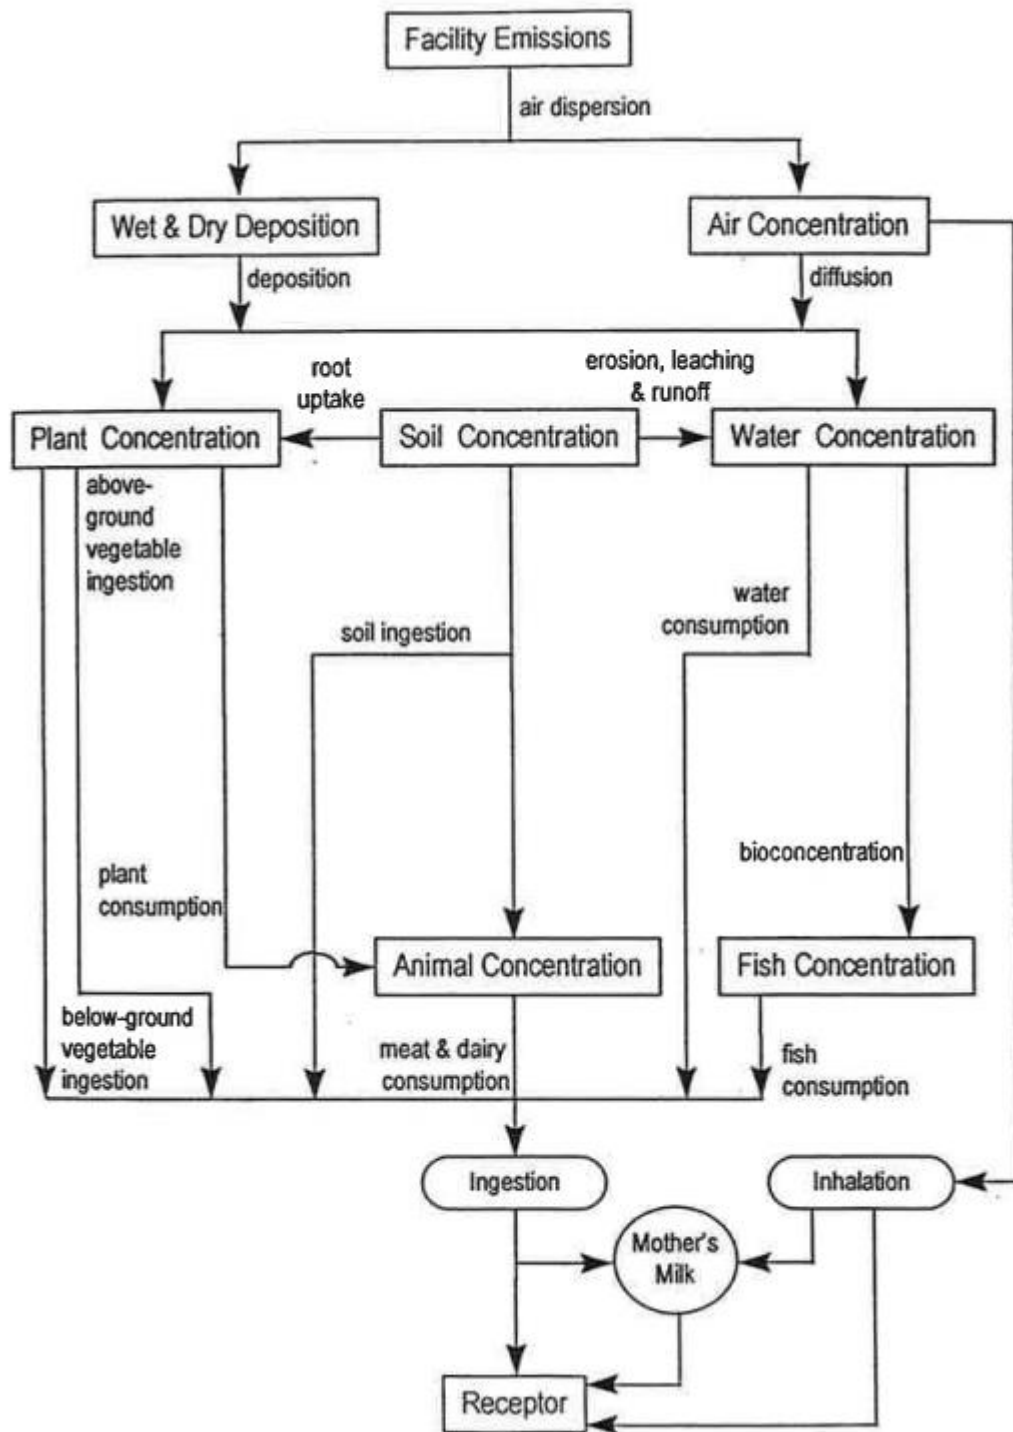 Facility Emissions
air dispersion
Wet & Dry Deposition
Air Concentration
deposition
diffusion
root
uptake
erosion, leaching
& runoff
Plant Concentration
Soil Concentration
Water Concentration
above-
ground
vegetable
ingestion
soil ingestion
water
consumption
plant
consumption
bioconcentration
Animal Concentration
Fish Concentration
below-ground
vegetable
ingestion
meat & dairy
consumption
fish
consumption
Ingestion
Inhalation
Mother's
Milk
Receptor